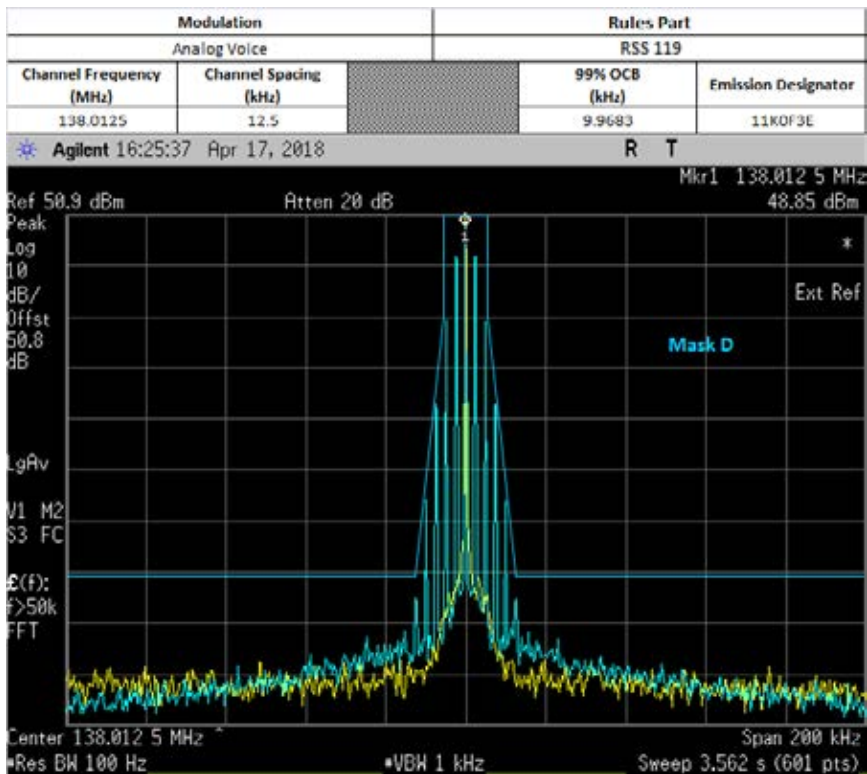 Modulation Rules Part
Analog Voice RSS 119
Channel Frequency (MHz) Channel Spacing (kHz) 99% OCB (kHz) Emission Designator
138.0125 12.5 9.9683 11K0F3E
Agilent 16:25:37 Apr 17, 2018 R T
Mkr1 138.012 5 MHz
Ref 50.9 dBm Atten 20 dB 48.85 dBm
Peak
Log
10
dB/
Offst
50.8
dB
1
*
Ext Ref
Mask D
LgAv
V1 M2
S3 FC
£(f):
f>50k
FFT
Center 138.012 5 MHz ^ Span 200 kHz
*Res BW 100 Hz *VBW 1 kHz Sweep 3.562 s (601 pts)